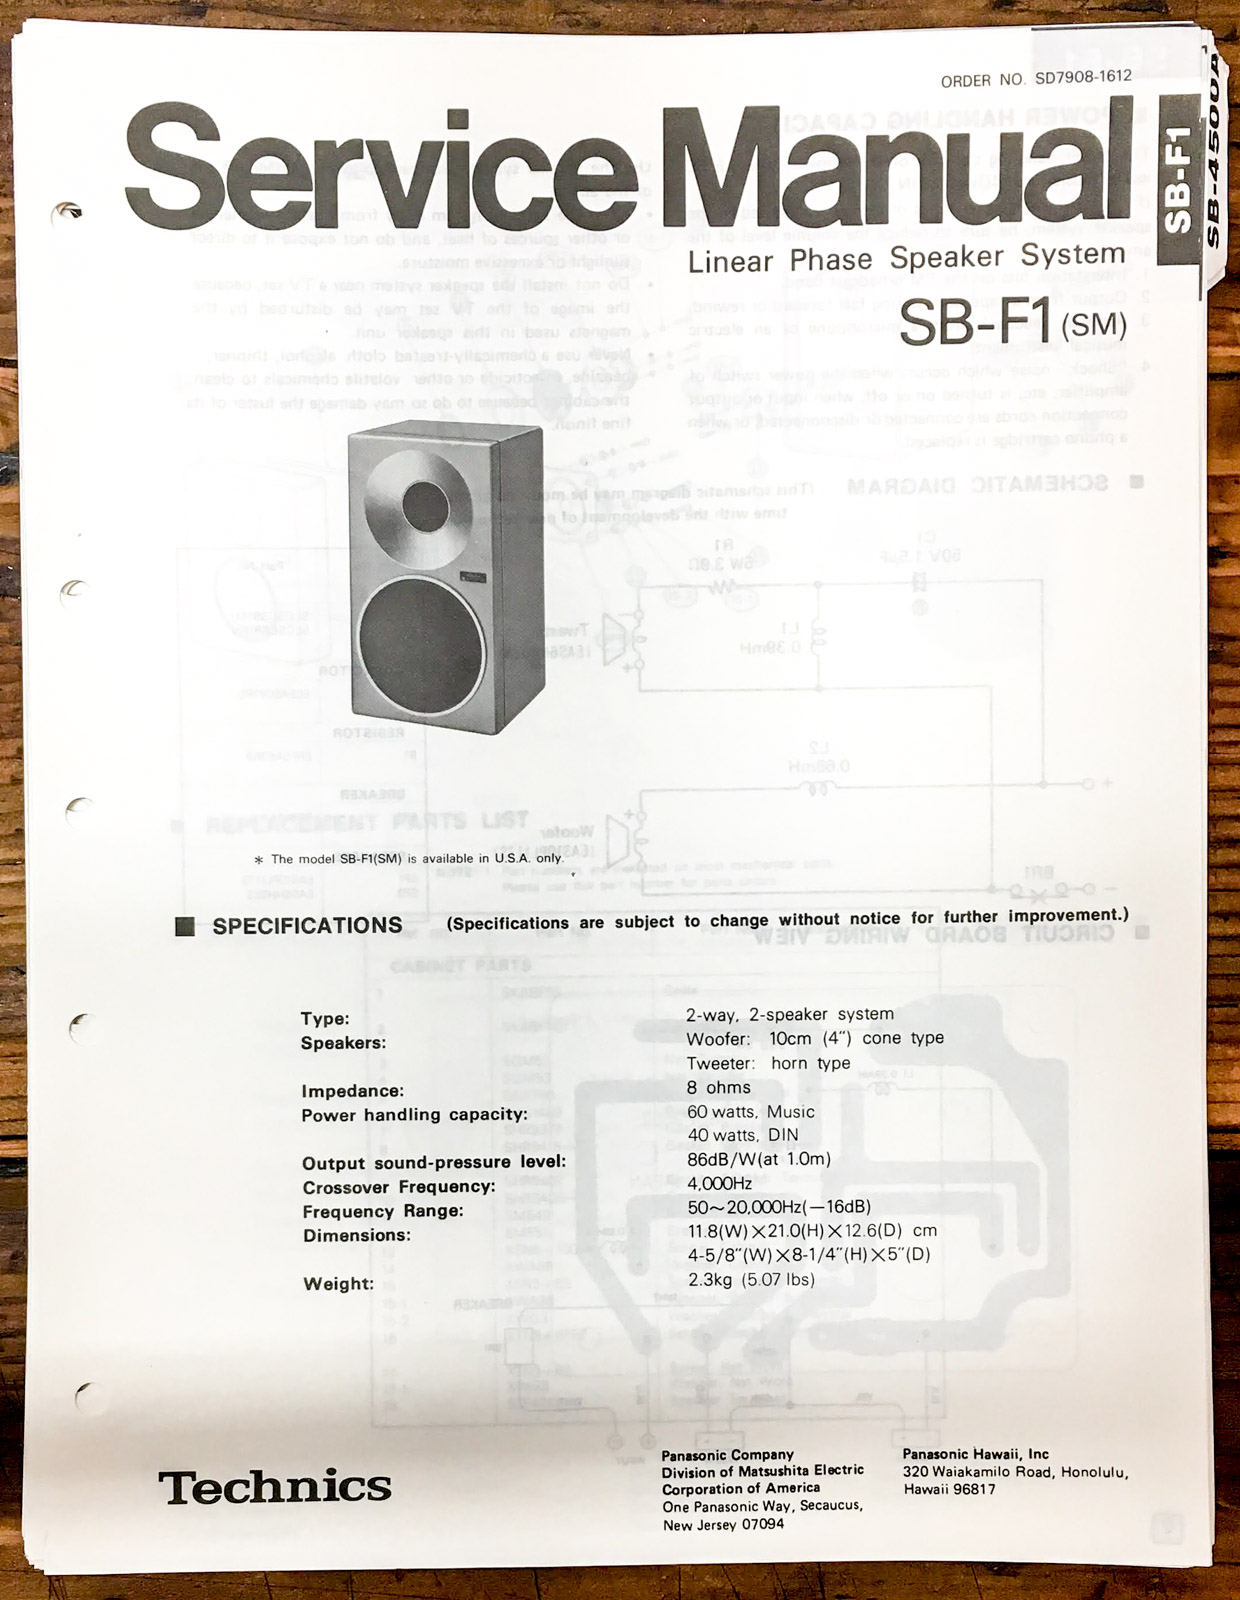 ORDER NO. SD7908-1612
Service Manual
SB-F1
SB-4500A
Linear Phase Speaker System
SB-F1 (SM)
* The model SB-F1(SM) is available in U.S.A. only.
■ SPECIFICATIONS (Specifications are subject to change without notice for further improvement.)
Type: 2-way, 2-speaker system
Speakers: Woofer: 10cm (4″) cone type
Tweeter: horn type
Impedance: 8 ohms
Power handling capacity: 60 watts, Music
40 watts, DIN
Output sound-pressure level: 86dB/W(at 1.0m)
Crossover Frequency: 4,000Hz
Frequency Range: 50~20,000Hz(−16dB)
Dimensions: 11.8(W)×21.0(H)×12.6(D) cm
4-5/8″(W)×8-1/4″(H)×5″(D)
Weight: 2.3kg (5.07 lbs)
Technics
Panasonic Company
Division of Matsushita Electric
Corporation of America
One Panasonic Way, Secaucus,
New Jersey 07094
Panasonic Hawaii, Inc
320 Waiakamilo Road, Honolulu,
Hawaii 96817